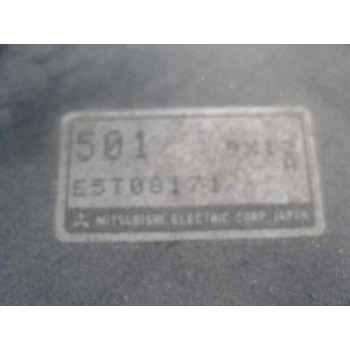 501
E5T08171
MITSUBISHI ELECTRIC CORP. JAPAN